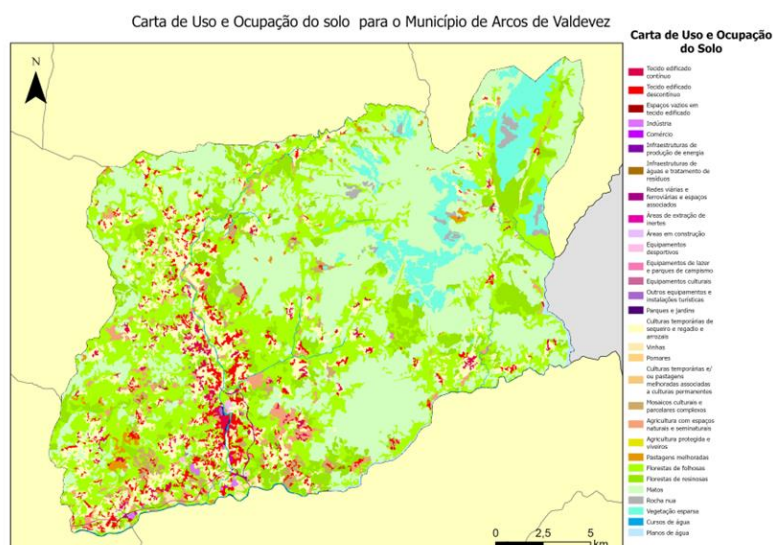 Carta de Uso e Ocupação do solo para o Município de Arcos de Valdevez
N
0 2,5 5
km
Carta de Uso e Ocupação
do Solo
Tecido edificado
contínuo
Tecido edificado
descontínuo
Espaços vazios em
tecido edificado
Indústria
Comércio
Infraestruturas de
produção de energia
Infraestruturas de
águas e tratamento de
resíduos
Redes viárias e
ferroviárias e espaços
associados
Áreas de extração de
inertes
Áreas em construção
Equipamentos
desportivos
Equipamentos de lazer
e parques de campismo
Equipamentos culturais
Outros equipamentos e
instalações turísticas
Parques e jardins
Culturas temporárias de
sequeiro e regadio e
arrozais
Vinhas
Pomares
Culturas temporárias e/
ou pastagens
melhoradas associadas
a culturas permanentes
Mosaicos culturais e
parcelares complexos
Agricultura com espaços
naturais e seminaturais
Agricultura protegida e
viveiros
Pastagens melhoradas
Florestas de folhosas
Florestas de resinosas
Matos
Rocha nua
Vegetação esparsa
Cursos de água
Planos de água